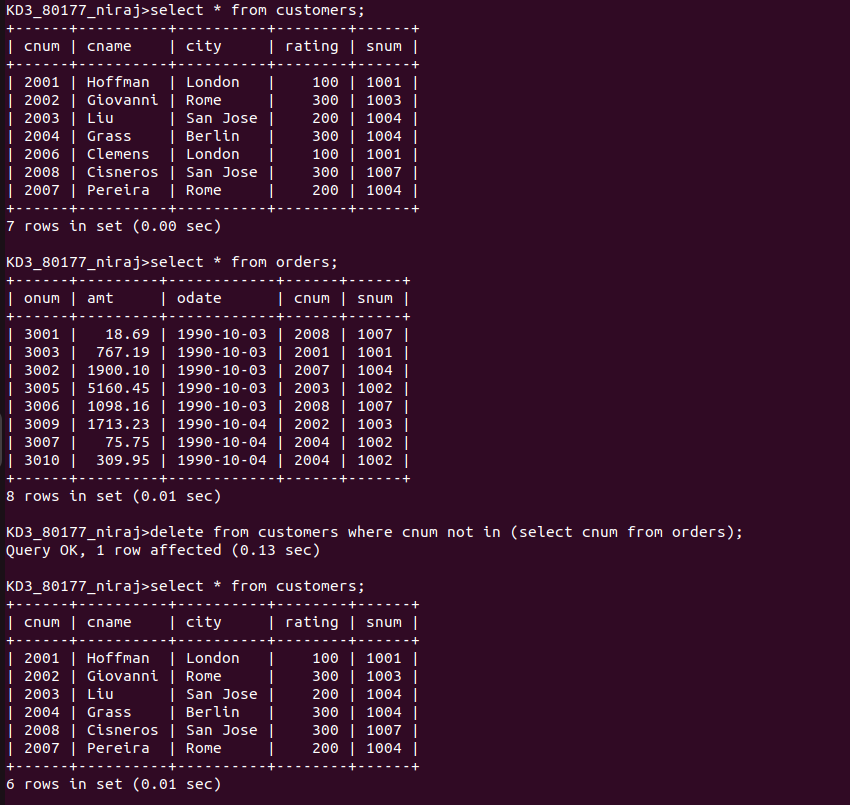 KD3_80177_niraj>select * from customers;
+------+----------+----------+--------+------+
| cnum | cname    | city     | rating | snum |
+------+----------+----------+--------+------+
| 2001 | Hoffman  | London   |    100 | 1001 |
| 2002 | Giovanni | Rome     |    300 | 1003 |
| 2003 | Liu      | San Jose |    200 | 1004 |
| 2004 | Grass    | Berlin   |    300 | 1004 |
| 2006 | Clemens  | London   |    100 | 1001 |
| 2008 | Cisneros | San Jose |    300 | 1007 |
| 2007 | Pereira  | Rome     |    200 | 1004 |
+------+----------+----------+--------+------+
7 rows in set (0.00 sec)

KD3_80177_niraj>select * from orders;
+------+---------+------------+------+------+
| onum | amt     | odate      | cnum | snum |
+------+---------+------------+------+------+
| 3001 |   18.69 | 1990-10-03 | 2008 | 1007 |
| 3003 |  767.19 | 1990-10-03 | 2001 | 1001 |
| 3002 | 1900.10 | 1990-10-03 | 2007 | 1004 |
| 3005 | 5160.45 | 1990-10-03 | 2003 | 1002 |
| 3006 | 1098.16 | 1990-10-03 | 2008 | 1007 |
| 3009 | 1713.23 | 1990-10-04 | 2002 | 1003 |
| 3007 |   75.75 | 1990-10-04 | 2004 | 1002 |
| 3010 |  309.95 | 1990-10-04 | 2004 | 1002 |
+------+---------+------------+------+------+
8 rows in set (0.01 sec)

KD3_80177_niraj>delete from customers where cnum not in (select cnum from orders);
Query OK, 1 row affected (0.13 sec)

KD3_80177_niraj>select * from customers;
+------+----------+----------+--------+------+
| cnum | cname    | city     | rating | snum |
+------+----------+----------+--------+------+
| 2001 | Hoffman  | London   |    100 | 1001 |
| 2002 | Giovanni | Rome     |    300 | 1003 |
| 2003 | Liu      | San Jose |    200 | 1004 |
| 2004 | Grass    | Berlin   |    300 | 1004 |
| 2008 | Cisneros | San Jose |    300 | 1007 |
| 2007 | Pereira  | Rome     |    200 | 1004 |
+------+----------+----------+--------+------+
6 rows in set (0.01 sec)